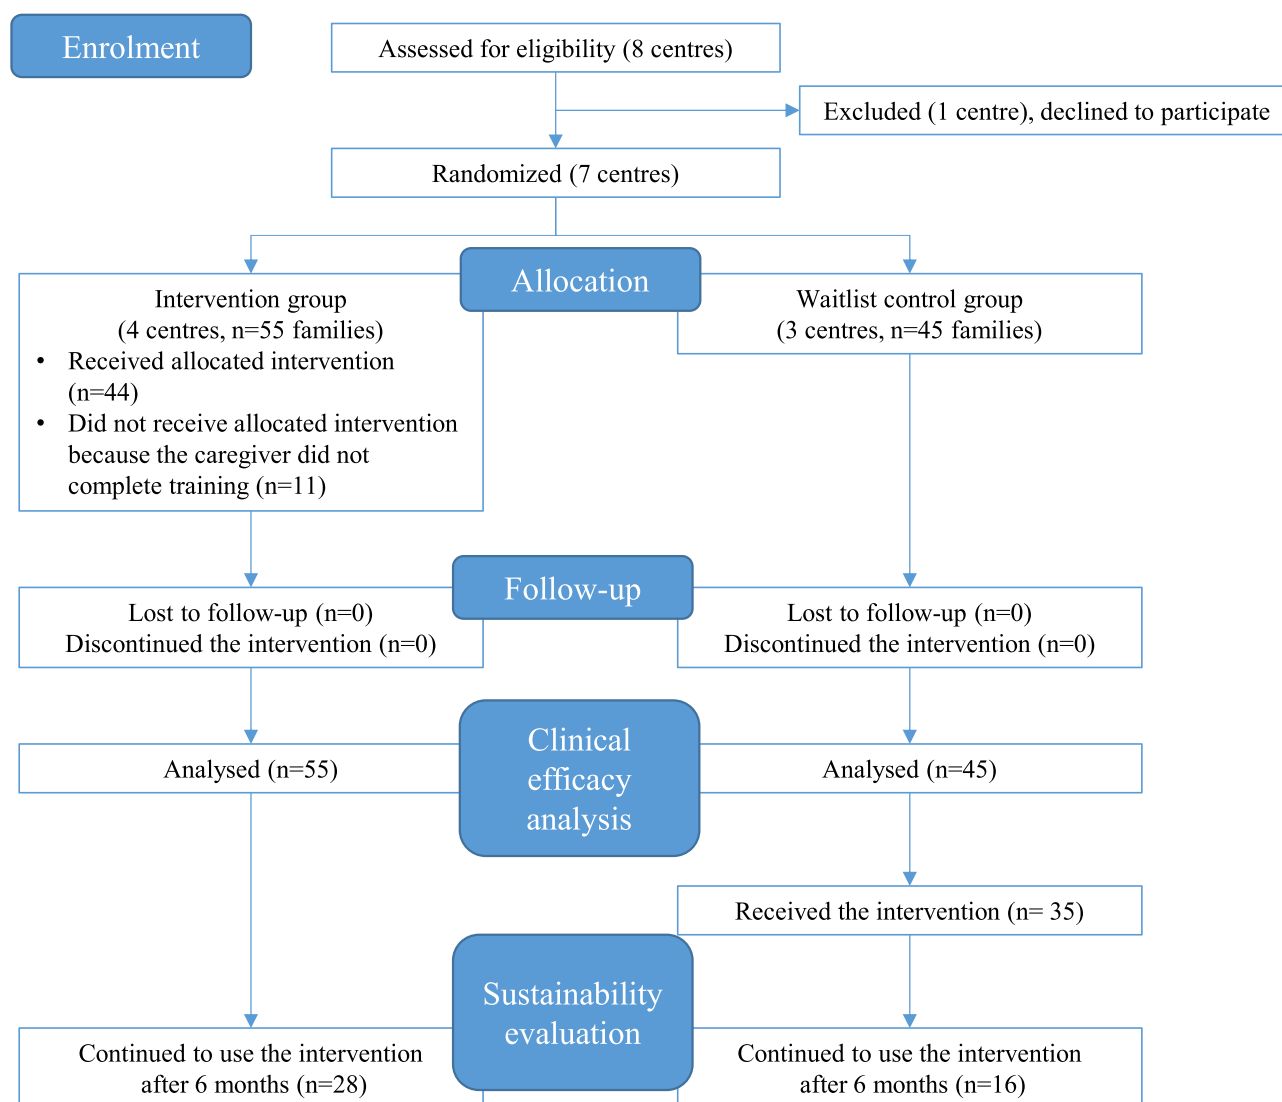 Enrolment
Assessed for eligibility (8 centres)
Excluded (1 centre), declined to participate
Randomized (7 centres)
Allocation
Intervention group
(4 centres, n=55 families)
• Received allocated intervention
(n=44)
• Did not receive allocated intervention
because the caregiver did not
complete training (n=11)
Waitlist control group
(3 centres, n=45 families)
Follow-up
Lost to follow-up (n=0)
Discontinued the intervention (n=0)
Lost to follow-up (n=0)
Discontinued the intervention (n=0)
Clinical
efficacy
analysis
Analysed (n=55)
Analysed (n=45)
Received the intervention (n= 35)
Sustainability
evaluation
Continued to use the intervention
after 6 months (n=28)
Continued to use the intervention
after 6 months (n=16)